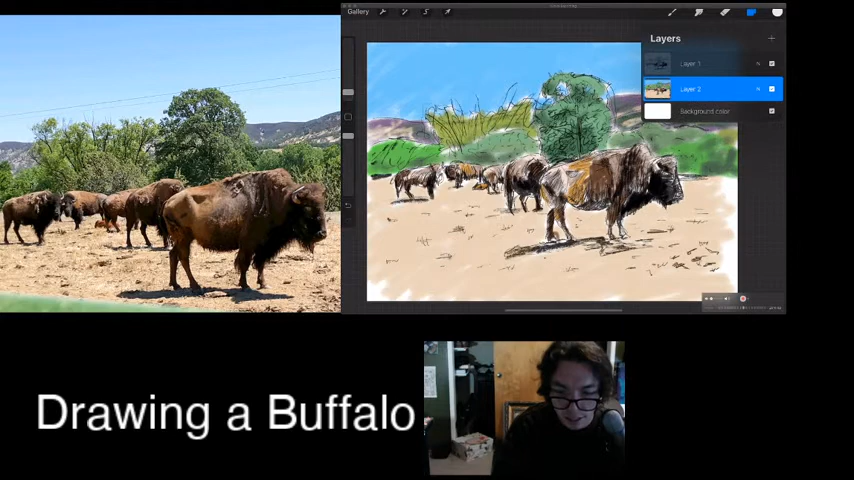 Gallery
Layers
Layer 1
N
Layer 2
N
Background color
Drawing a Buffalo